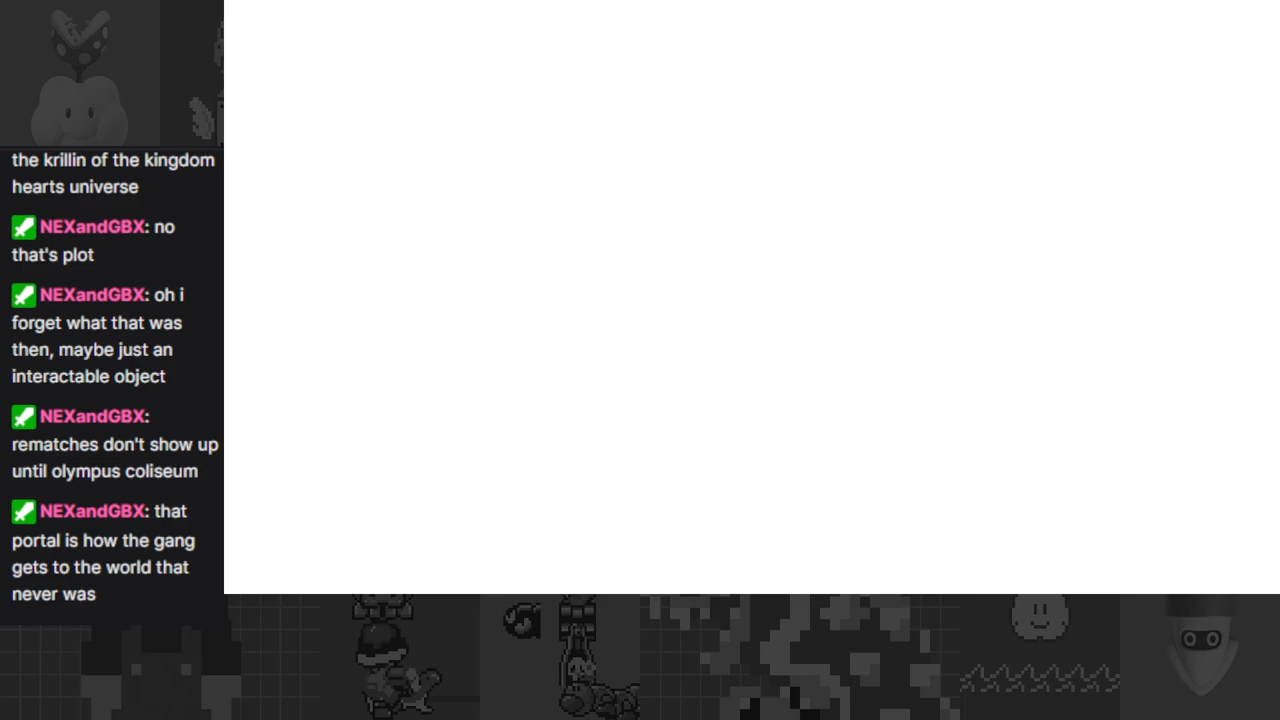 the krillin of the kingdom
hearts universe
NEXandGBX: no
that's plot
NEXandGBX: oh i
forget what that was
then, maybe just an
interactable object
NEXandGBX:
rematches don't show up
until olympus coliseum
NEXandGBX: that
portal is how the gang
gets to the world that
never was